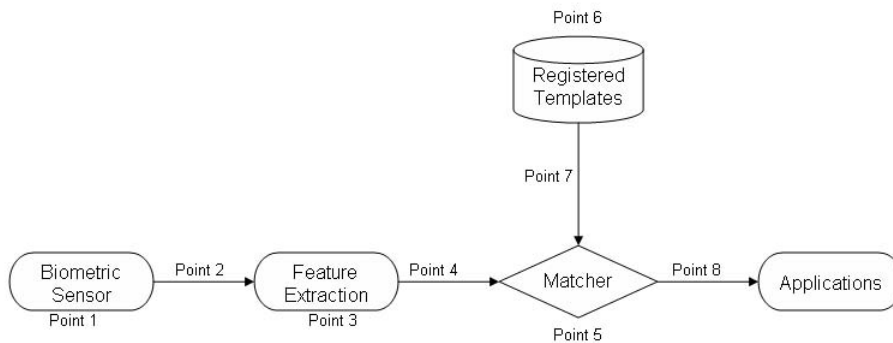 Point 6
Registered
Templates
Point 7
Biometric
Sensor
Point 1
Point 2
Feature
Extraction
Point 3
Point 4
Matcher
Point 5
Point 8
Applications